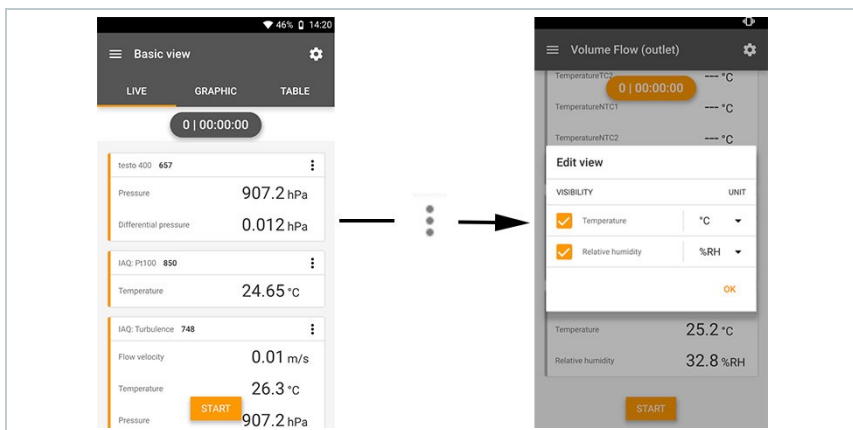 46% 14:20
Basic view
LIVE GRAPHIC TABLE
0 | 00:00:00
testo 400 657
Pressure 907.2 hPa
Differential pressure 0.012 hPa
IAQ: Pt100 850
Temperature 24.65 °C
IAQ: Turbulence 748
Flow velocity 0.01 m/s
Temperature 26.3 °C
START
Pressure 907.2 hPa
Volume Flow (outlet)
TemperatureTC2 --- °C
0 | 00:00:00
TemperatureNTC1 --- °C
TemperatureNTC2 --- °C
Edit view
VISIBILITY UNIT
Temperature °C
Relative humidity %RH
OK
Temperature 25.2 °C
Relative humidity 32.8 %RH
START